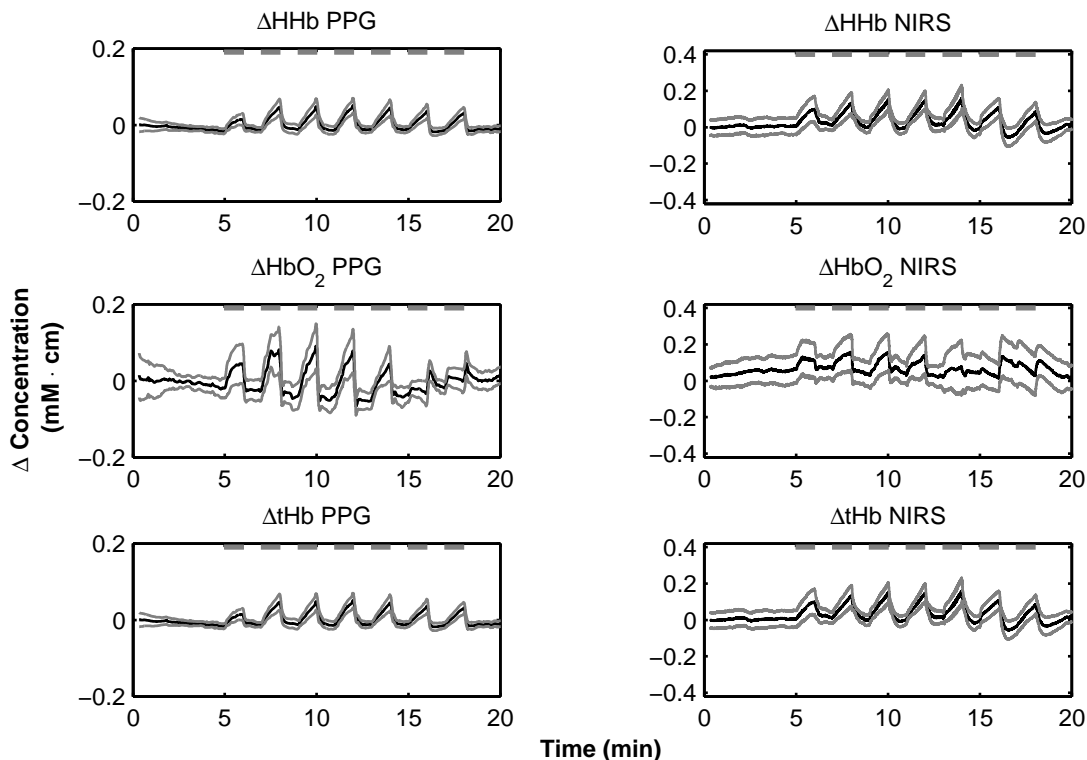 ΔHHb PPG
0.2
0
−0.2
0 5 10 15 20
ΔHHb NIRS
0.4
0.2
0
−0.2
−0.4
0 5 10 15 20
ΔHbO₂ PPG
0.2
0
−0.2
0 5 10 15 20
ΔHbO₂ NIRS
0.4
0.2
0
−0.2
−0.4
0 5 10 15 20
Δ Concentration
(mM · cm)
ΔtHb PPG
0.2
0
−0.2
0 5 10 15 20
ΔtHb NIRS
0.4
0.2
0
−0.2
−0.4
0 5 10 15 20
Time (min)